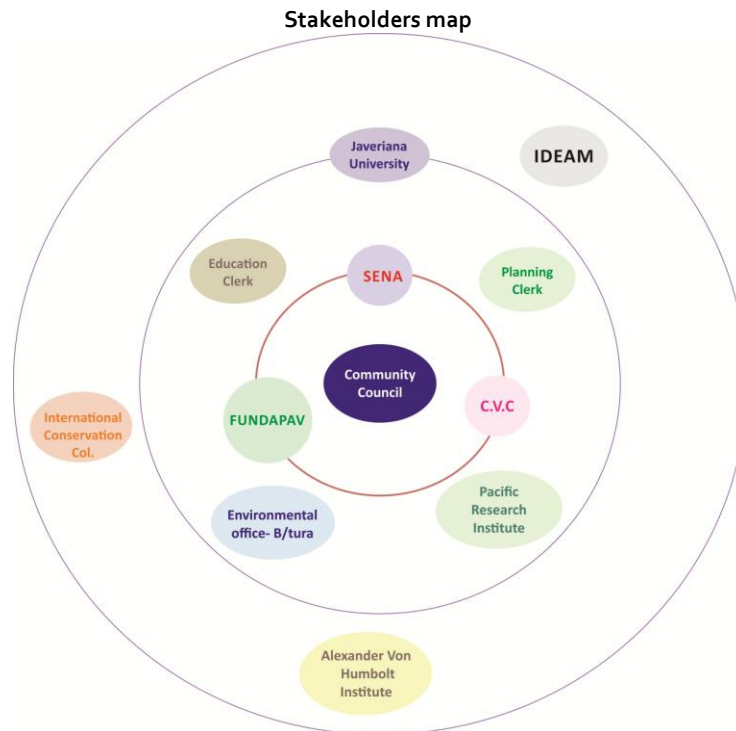 Stakeholders map
Javeriana
University
IDEAM
Education
Clerk
SENA
Planning
Clerk
Community
Council
International
Conservation
Col.
FUNDAPAV
C.V.C
Environmental
office- B/tura
Pacific
Research
Institute
Alexander Von
Humbolt
Institute